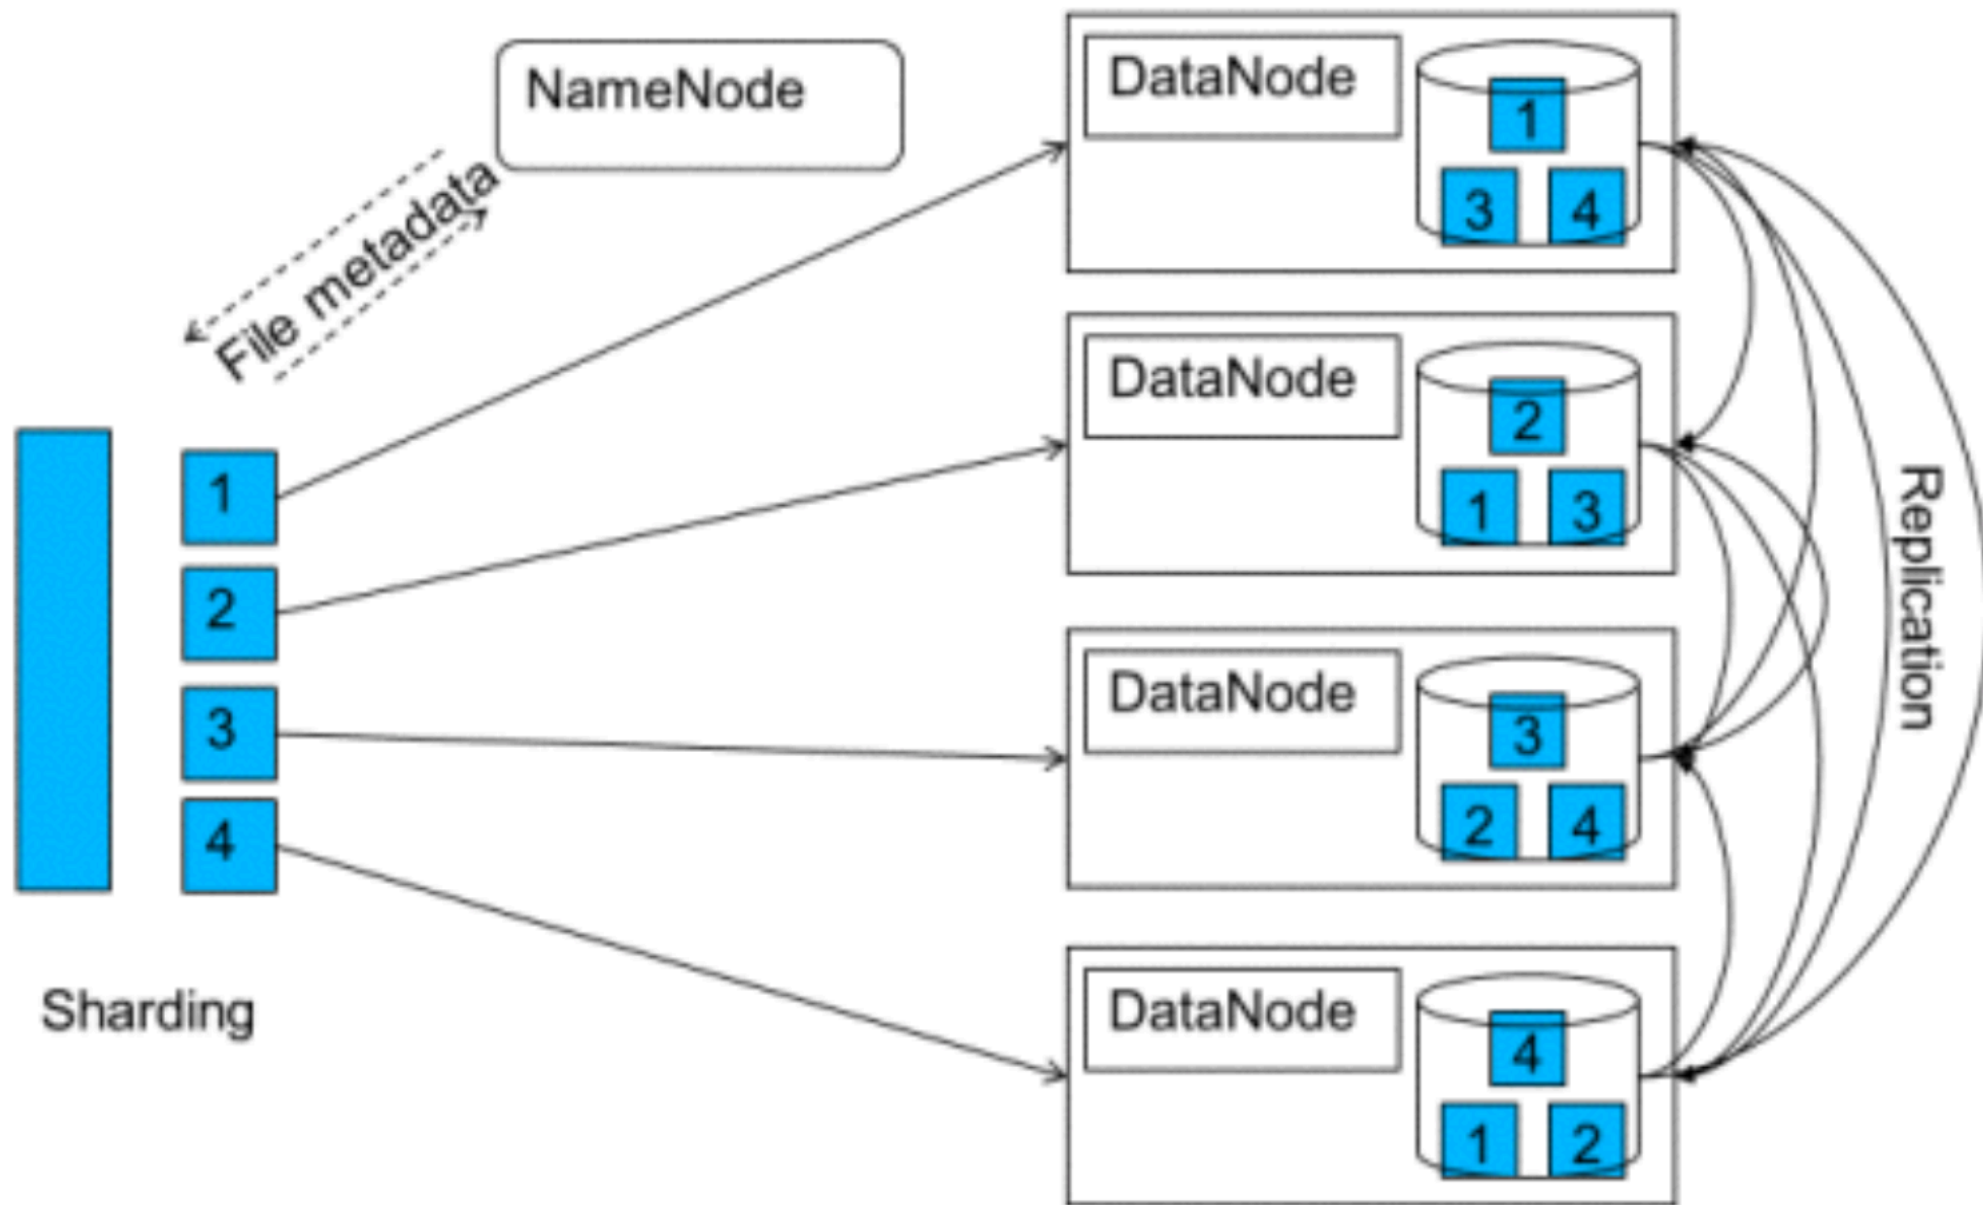 NameNode
File metadata
1
2
3
4
Sharding
DataNode
1
3 4
DataNode
2
1 3
DataNode
3
2 4
DataNode
4
1 2
Replication